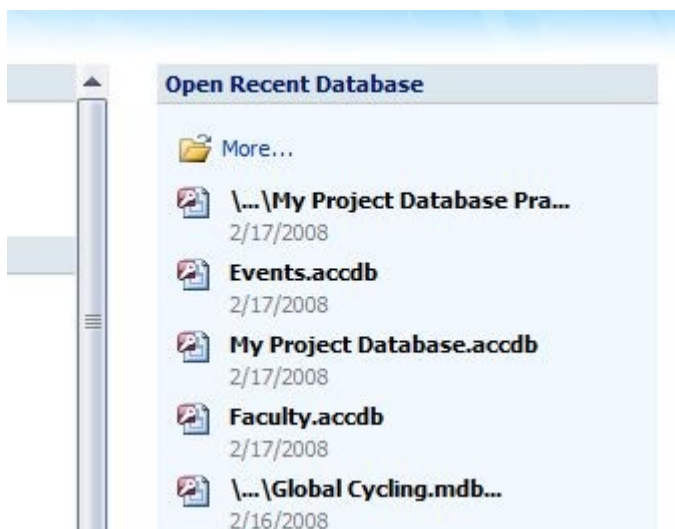 Open Recent Database
More...
\...\My Project Database Pra...
2/17/2008
Events.accdb
2/17/2008
My Project Database.accdb
2/17/2008
Faculty.accdb
2/17/2008
\...\Global Cycling.mdb...
2/16/2008